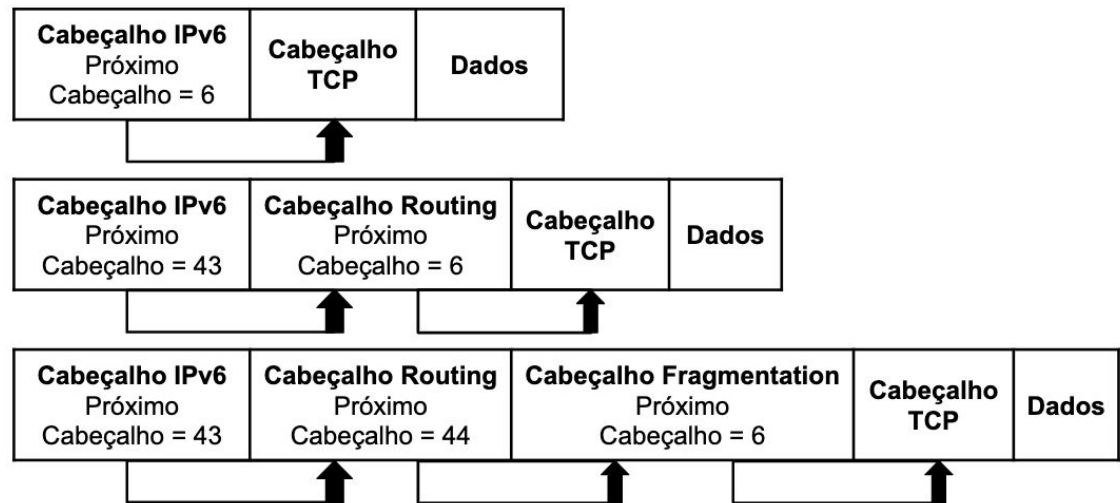 Cabeçalho IPv6
Próximo
Cabeçalho = 6
Cabeçalho
TCP
Dados
Cabeçalho IPv6
Próximo
Cabeçalho = 43
Cabeçalho Routing
Próximo
Cabeçalho = 6
Cabeçalho
TCP
Dados
Cabeçalho IPv6
Próximo
Cabeçalho = 43
Cabeçalho Routing
Próximo
Cabeçalho = 44
Cabeçalho Fragmentation
Próximo
Cabeçalho = 6
Cabeçalho
TCP
Dados